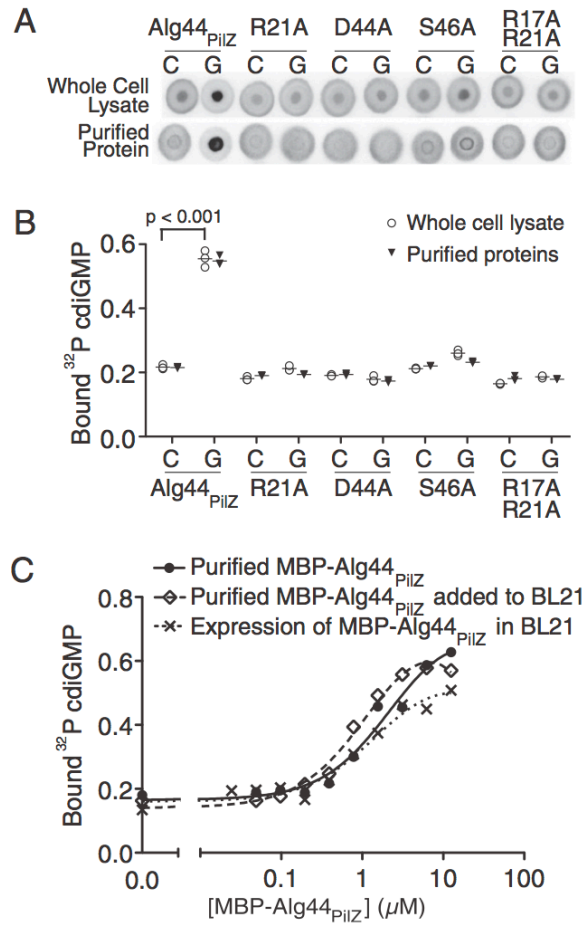 A
Alg44PilZ R21A D44A S46A R17A
R21A
C G C G C G C G C G
Whole Cell
Lysate
Purified
Protein
B
p < 0.001
Whole cell lysate
Purified proteins
Bound 32P cdiGMP
0.6
0.4
0.2
0.0
C G C G C G C G C G
Alg44PilZ R21A D44A S46A R17A
R21A
C
Purified MBP-Alg44PilZ
Purified MBP-Alg44PilZ added to BL21
Expression of MBP-Alg44PilZ in BL21
Bound 32P cdiGMP
0.8
0.6
0.4
0.2
0
0.0 0.1 1 10 100
[MBP-Alg44PilZ] (μM)